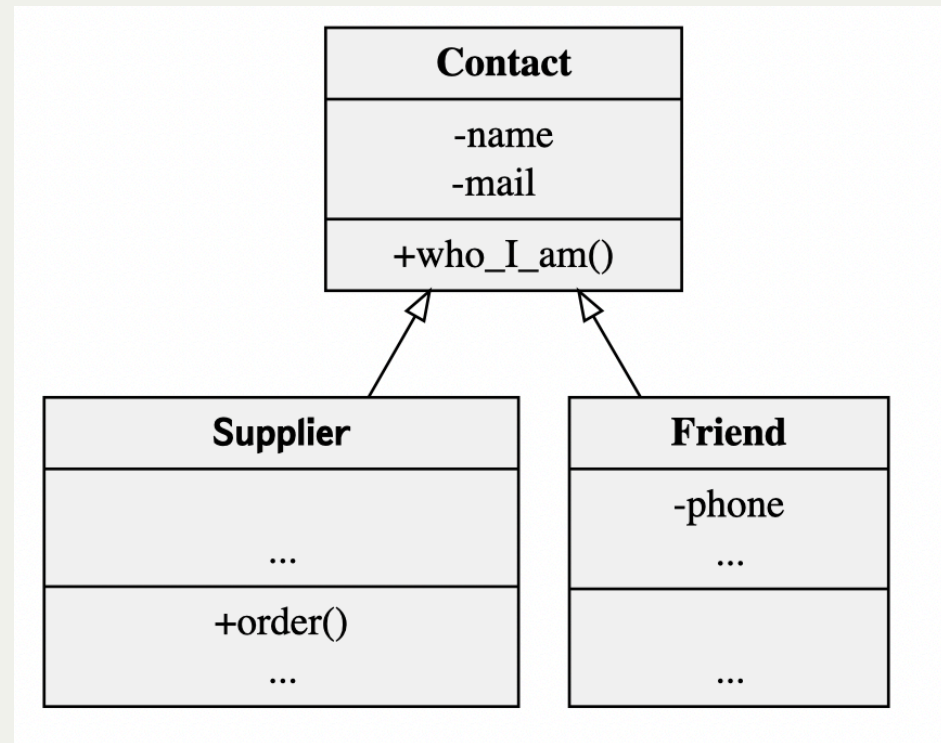 Contact
-name
-mail
+who_I_am()
Supplier
...
+order()
...
Friend
-phone
...
...